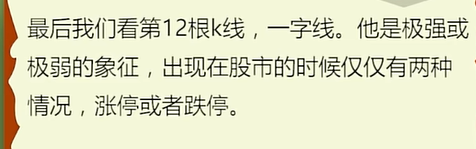 最后我们看第12根k线，一字线。他是极强或
极弱的象征，出现在股市的时候仅仅有两种
情况，涨停或者跌停。